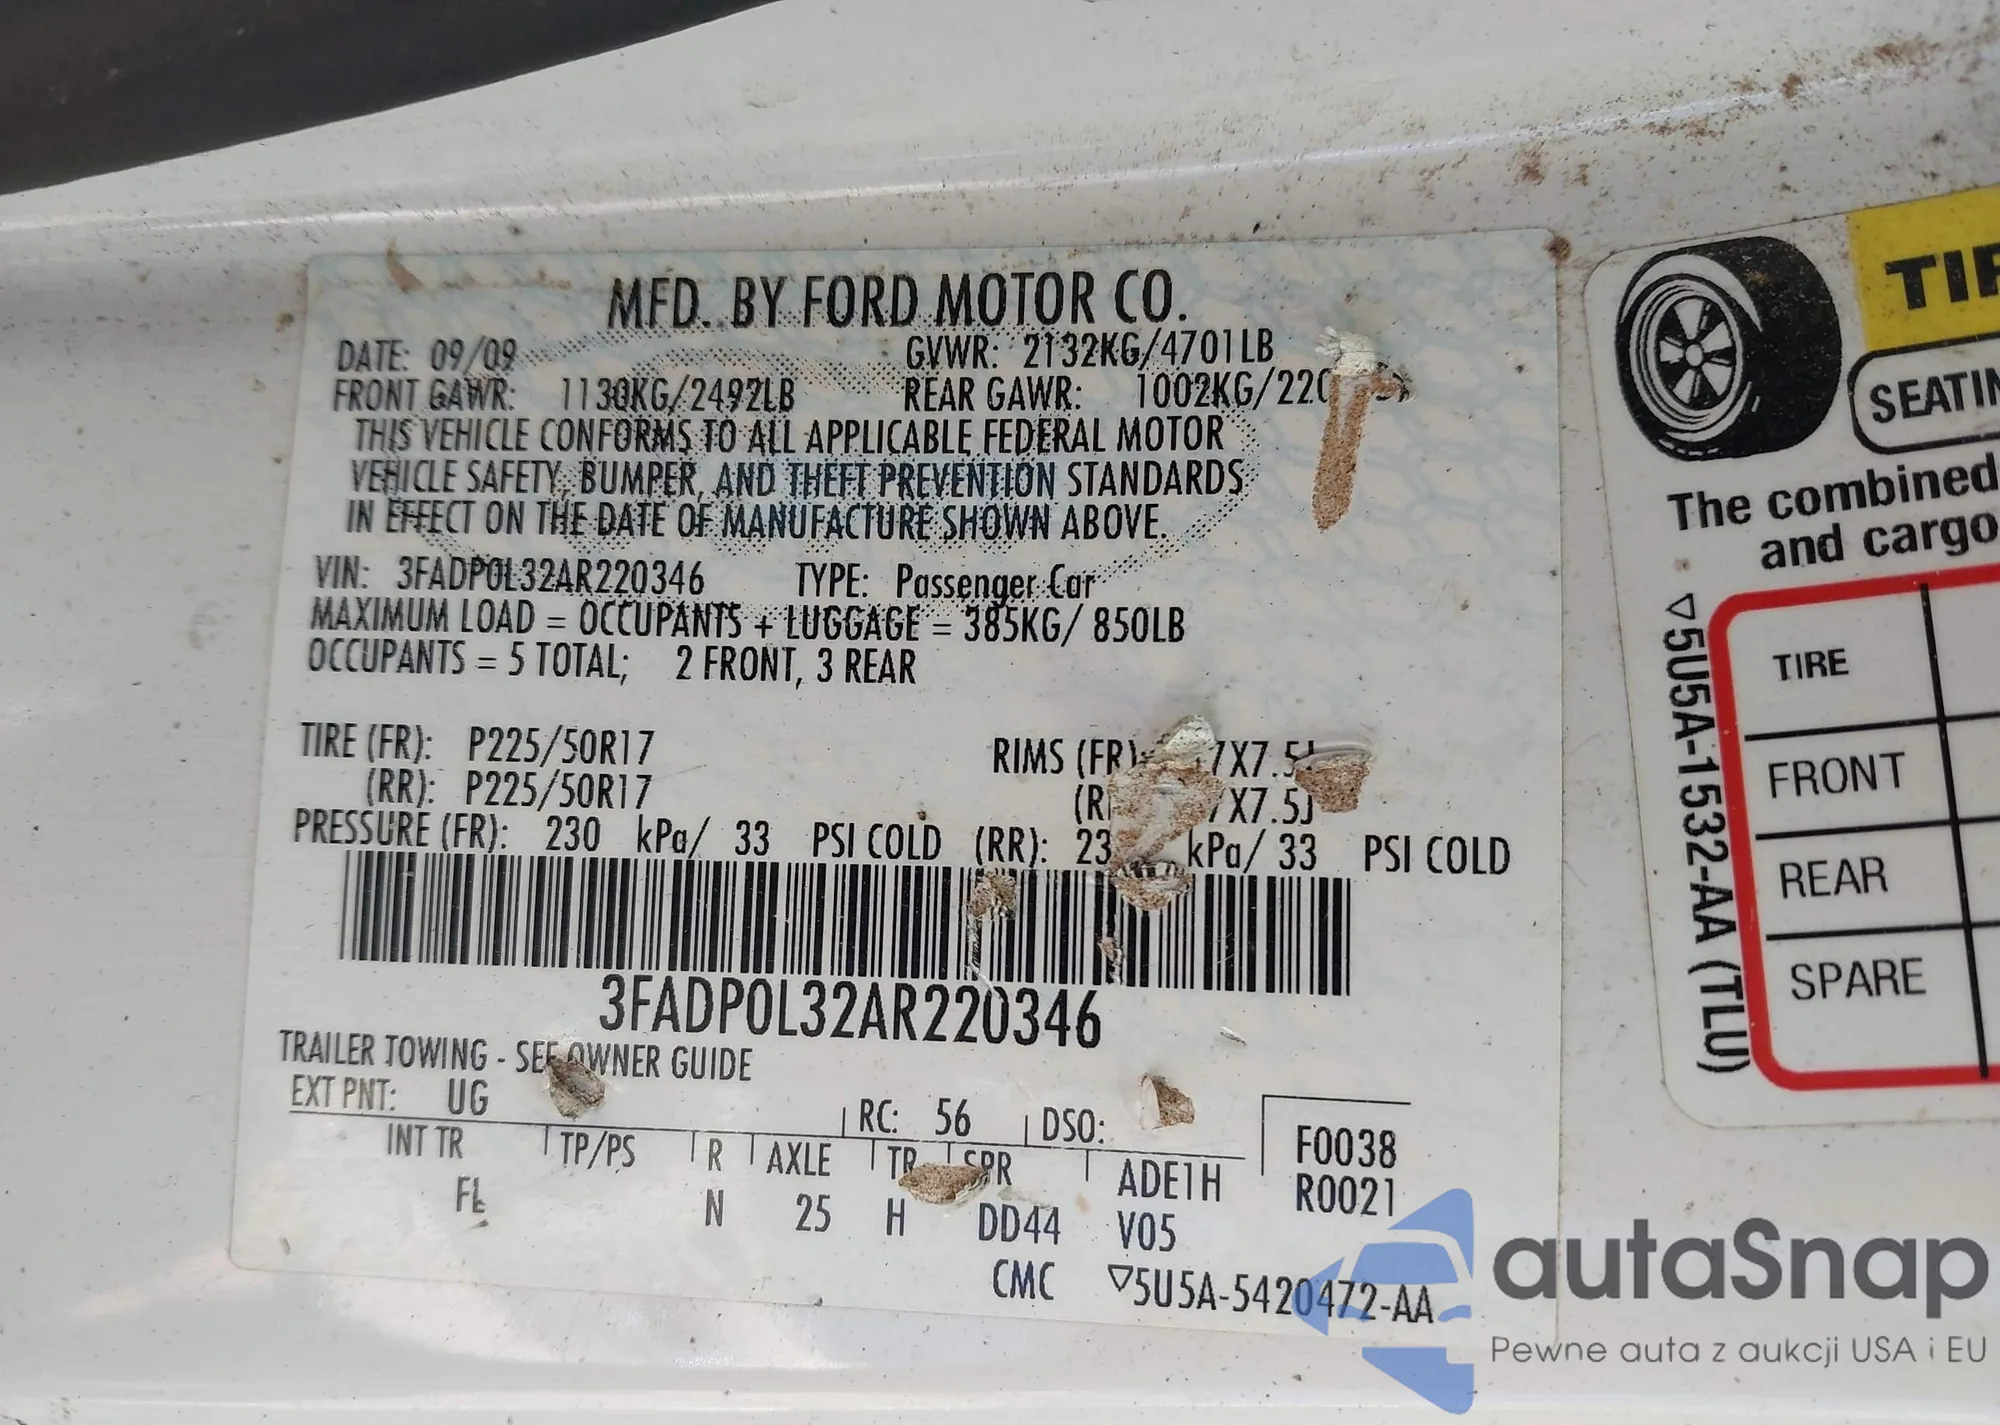 MFD. BY FORD MOTOR CO.
DATE: 09/09 GVWR: 2132KG/4701LB
FRONT GAWR: 1130KG/2492LB REAR GAWR: 1002KG/220
THIS VEHICLE CONFORMS TO ALL APPLICABLE FEDERAL MOTOR
VEHICLE SAFETY, BUMPER, AND THEFT PREVENTION STANDARDS
IN EFFECT ON THE DATE OF MANUFACTURE SHOWN ABOVE.
VIN: 3FADP0L32AR220346 TYPE: Passenger Car
MAXIMUM LOAD = OCCUPANTS + LUGGAGE = 385KG/ 850LB
OCCUPANTS = 5 TOTAL; 2 FRONT, 3 REAR
TIRE (FR): P225/50R17 RIMS (FR): 7X7.5J
(RR): P225/50R17 7X7.5J
PRESSURE (FR): 230 kPa/ 33 PSI COLD (RR): 23 kPa/ 33 PSI COLD
3FADP0L32AR220346
TRAILER TOWING - SEE OWNER GUIDE
EXT PNT: UG RC: 56 DSO:
INT TR TP/PS R AXLE TR SPR ADE1H F0038
FL N 25 H DD44 V05 R0021
CMC ▽5U5A-5420472-AA
TIR
SEATIN
The combined
and cargo
TIRE
FRONT
REAR
SPARE
▽5U5A-1532-AA (TLU)
autaSnap
Pewne auta z aukcji USA i EU